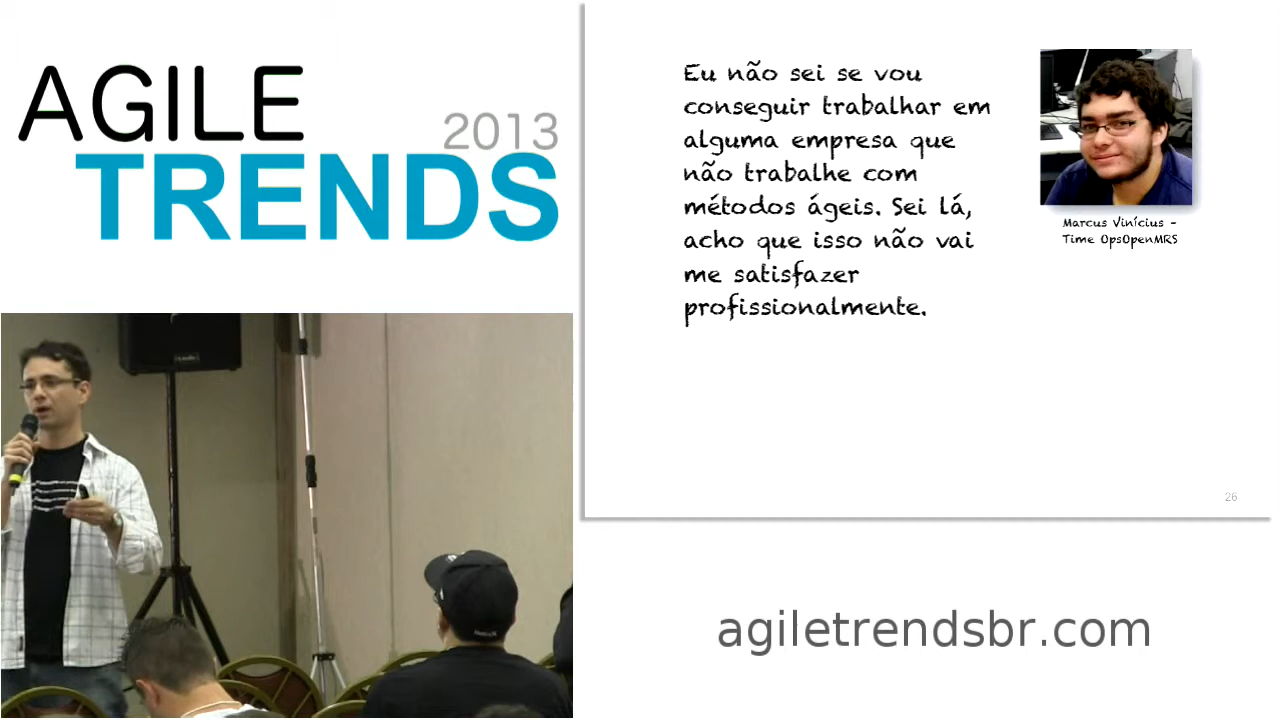 AGILE
2013
TRENDS
Eu não sei se vou
conseguir trabalhar em
alguma empresa que
não trabalhe com
métodos ágeis. Sei lá,
acho que isso não vai
me satisfazer
profissionalmente.
Marcus Vinícius -
Time OpsOpenMRS
26
agiletrendsbr.com